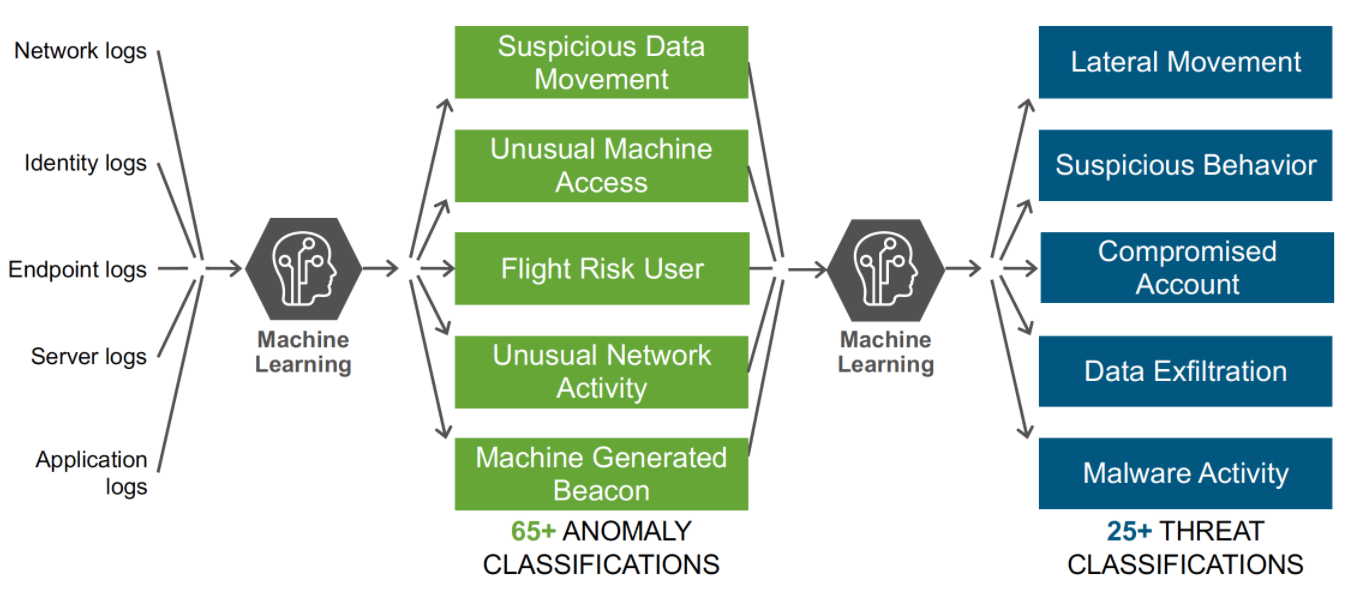 Network logs
Identity logs
Endpoint logs
Server logs
Application
logs
Machine
Learning
Suspicious Data
Movement
Unusual Machine
Access
Flight Risk User
Unusual Network
Activity
Machine Generated
Beacon
65+ ANOMALY
CLASSIFICATIONS
Machine
Learning
Lateral Movement
Suspicious Behavior
Compromised
Account
Data Exfiltration
Malware Activity
25+ THREAT
CLASSIFICATIONS